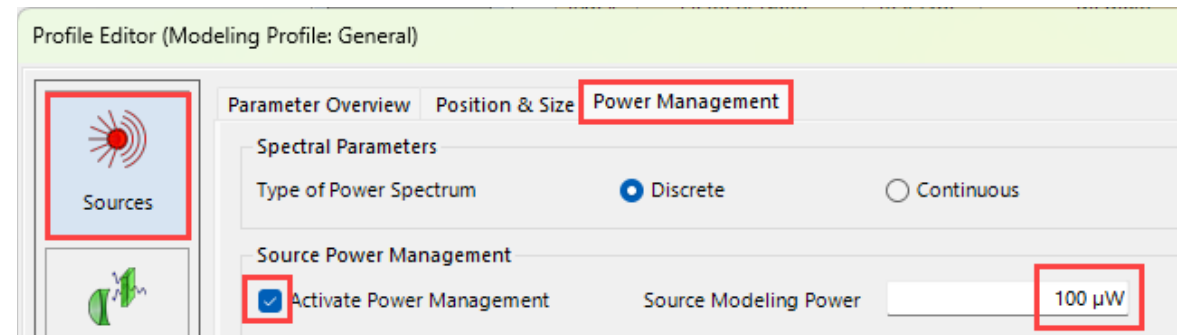 Profile Editor (Modeling Profile: General)
Parameter Overview Position & Size Power Management
Spectral Parameters
Type of Power Spectrum Discrete Continuous
Sources
Source Power Management
Activate Power Management Source Modeling Power 100 µW